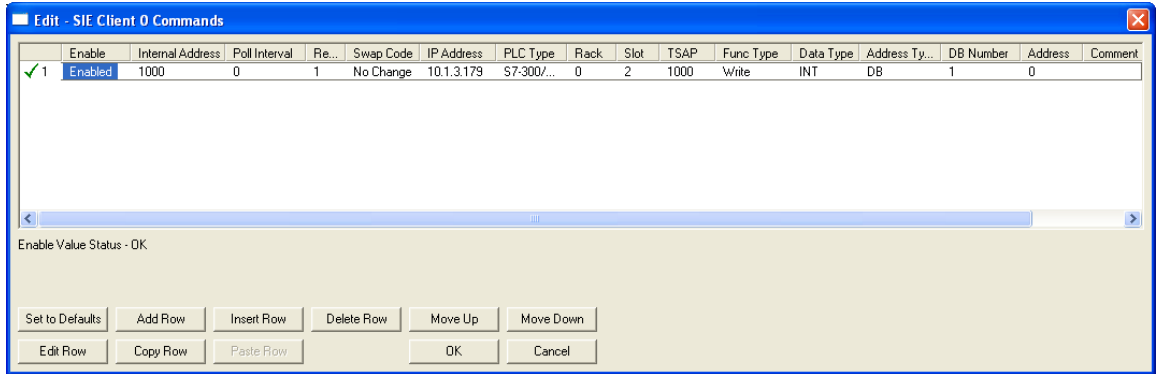 Edit - SIE Client 0 Commands
Enable Internal Address Poll Interval Re... Swap Code IP Address PLC Type Rack Slot TSAP Func Type Data Type Address Ty... DB Number Address Comment
1 Enabled 1000 0 1 No Change 10.1.3.179 S7-300/... 0 2 1000 Write INT DB 1 0
Enable Value Status - OK
Set to Defaults Add Row Insert Row Delete Row Move Up Move Down
Edit Row Copy Row Paste Row OK Cancel